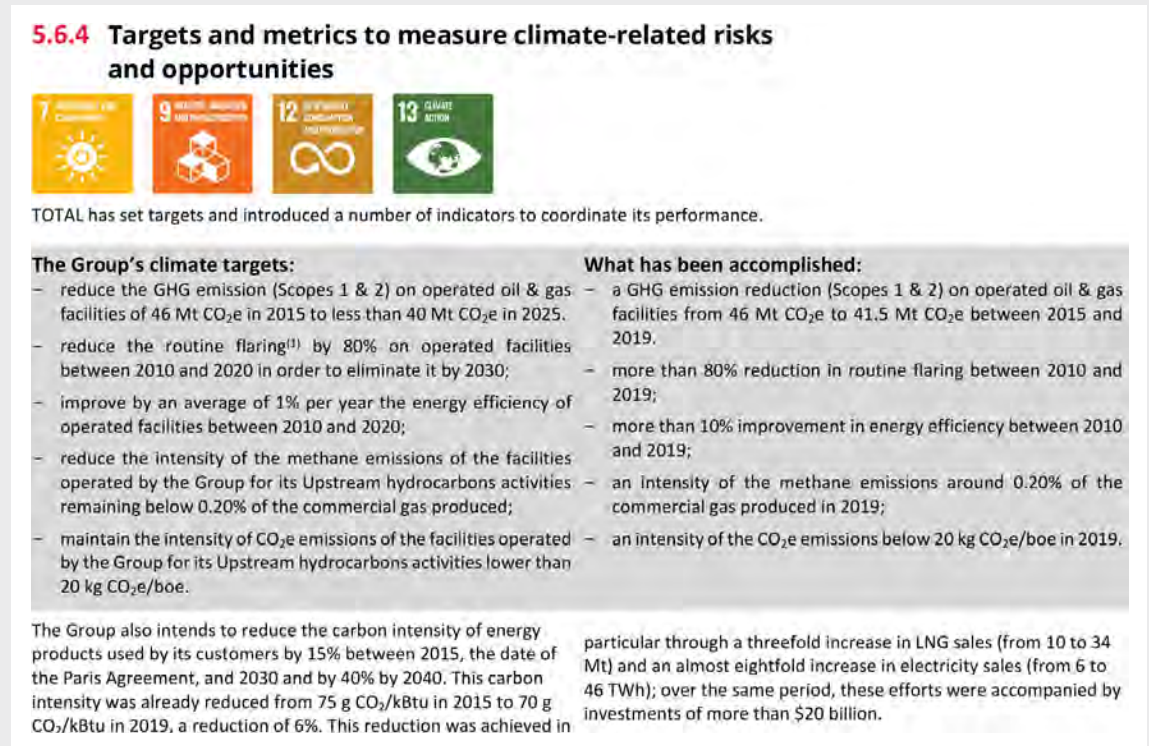 5.6.4 Targets and metrics to measure climate-related risks
and opportunities
7
9
12
13 CLIMATE
ACTION
TOTAL has set targets and introduced a number of indicators to coordinate its performance.
The Group's climate targets:
– reduce the GHG emission (Scopes 1 & 2) on operated oil & gas
facilities of 46 Mt CO₂e in 2015 to less than 40 Mt CO₂e in 2025.
– reduce the routine flaring⁽¹⁾ by 80% on operated facilities
between 2010 and 2020 in order to eliminate it by 2030;
– improve by an average of 1% per year the energy efficiency of
operated facilities between 2010 and 2020;
– reduce the intensity of the methane emissions of the facilities
operated by the Group for its Upstream hydrocarbons activities
remaining below 0.20% of the commercial gas produced;
– maintain the intensity of CO₂e emissions of the facilities operated
by the Group for its Upstream hydrocarbons activities lower than
20 kg CO₂e/boe.
What has been accomplished:
– a GHG emission reduction (Scopes 1 & 2) on operated oil & gas
facilities from 46 Mt CO₂e to 41.5 Mt CO₂e between 2015 and
2019.
– more than 80% reduction in routine flaring between 2010 and
2019;
– more than 10% improvement in energy efficiency between 2010
and 2019;
– an intensity of the methane emissions around 0.20% of the
commercial gas produced in 2019;
– an intensity of the CO₂e emissions below 20 kg CO₂e/boe in 2019.
The Group also intends to reduce the carbon intensity of energy
products used by its customers by 15% between 2015, the date of
the Paris Agreement, and 2030 and by 40% by 2040. This carbon
intensity was already reduced from 75 g CO₂/kBtu in 2015 to 70 g
CO₂/kBtu in 2019, a reduction of 6%. This reduction was achieved in
particular through a threefold increase in LNG sales (from 10 to 34
Mt) and an almost eightfold increase in electricity sales (from 6 to
46 TWh); over the same period, these efforts were accompanied by
investments of more than $20 billion.